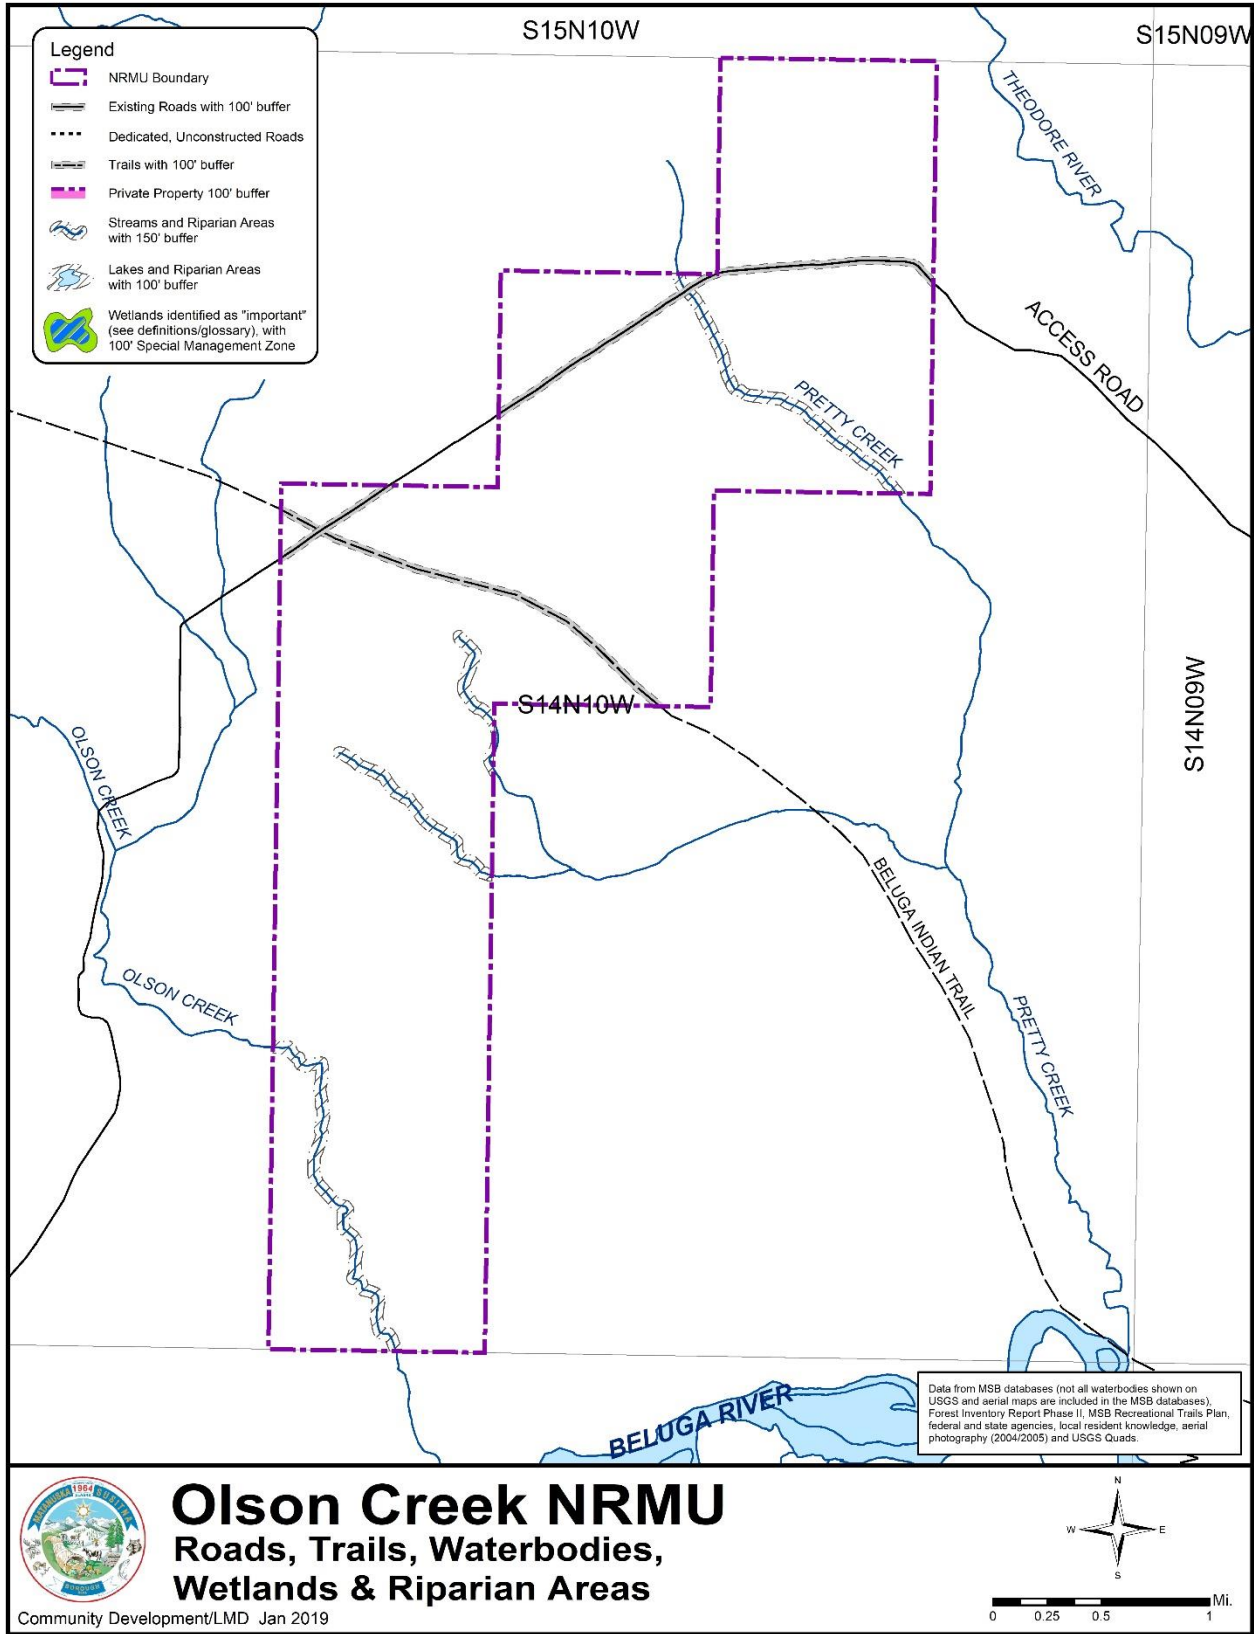 S15N10W
S15N09W
Legend
NRMU Boundary
Existing Roads with 100' buffer
Dedicated, Unconstructed Roads
Trails with 100' buffer
Private Property 100' buffer
Streams and Riparian Areas
with 150' buffer
Lakes and Riparian Areas
with 100' buffer
Wetlands identified as "important"
(see definitions/glossary), with
100' Special Management Zone
THEODORE RIVER
ACCESS ROAD
PRETTY CREEK
S14N10W
S14N09W
OLSON CREEK
BELUGA INDIAN TRAIL
OLSON CREEK
PRETTY CREEK
BELUGA RIVER
Data from MSB databases (not all waterbodies shown on
USGS and aerial maps are included in the MSB databases),
Forest Inventory Report Phase II, MSB Recreational Trails Plan,
federal and state agencies, local resident knowledge, aerial
photography (2004/2005) and USGS Quads.
MATANUSKA SUSITNA
1964
BOROUGH
Olson Creek NRMU
Roads, Trails, Waterbodies,
Wetlands & Riparian Areas
Community Development/LMD Jan 2019
N
W E
S
Mi.
0 0.25 0.5 1